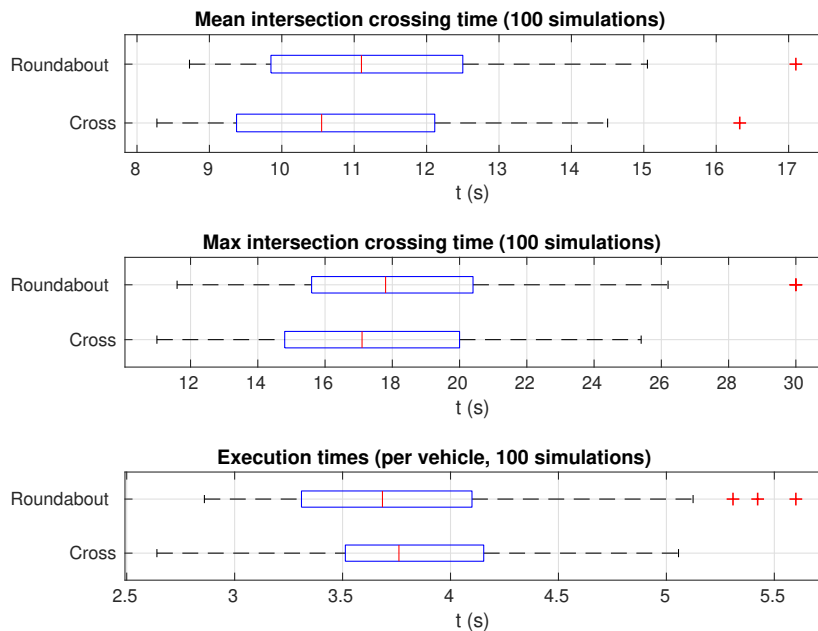 Mean intersection crossing time (100 simulations)
Roundabout
Cross
8 9 10 11 12 13 14 15 16 17
t (s)
Max intersection crossing time (100 simulations)
Roundabout
Cross
12 14 16 18 20 22 24 26 28 30
t (s)
Execution times (per vehicle, 100 simulations)
Roundabout
Cross
2.5 3 3.5 4 4.5 5 5.5
t (s)